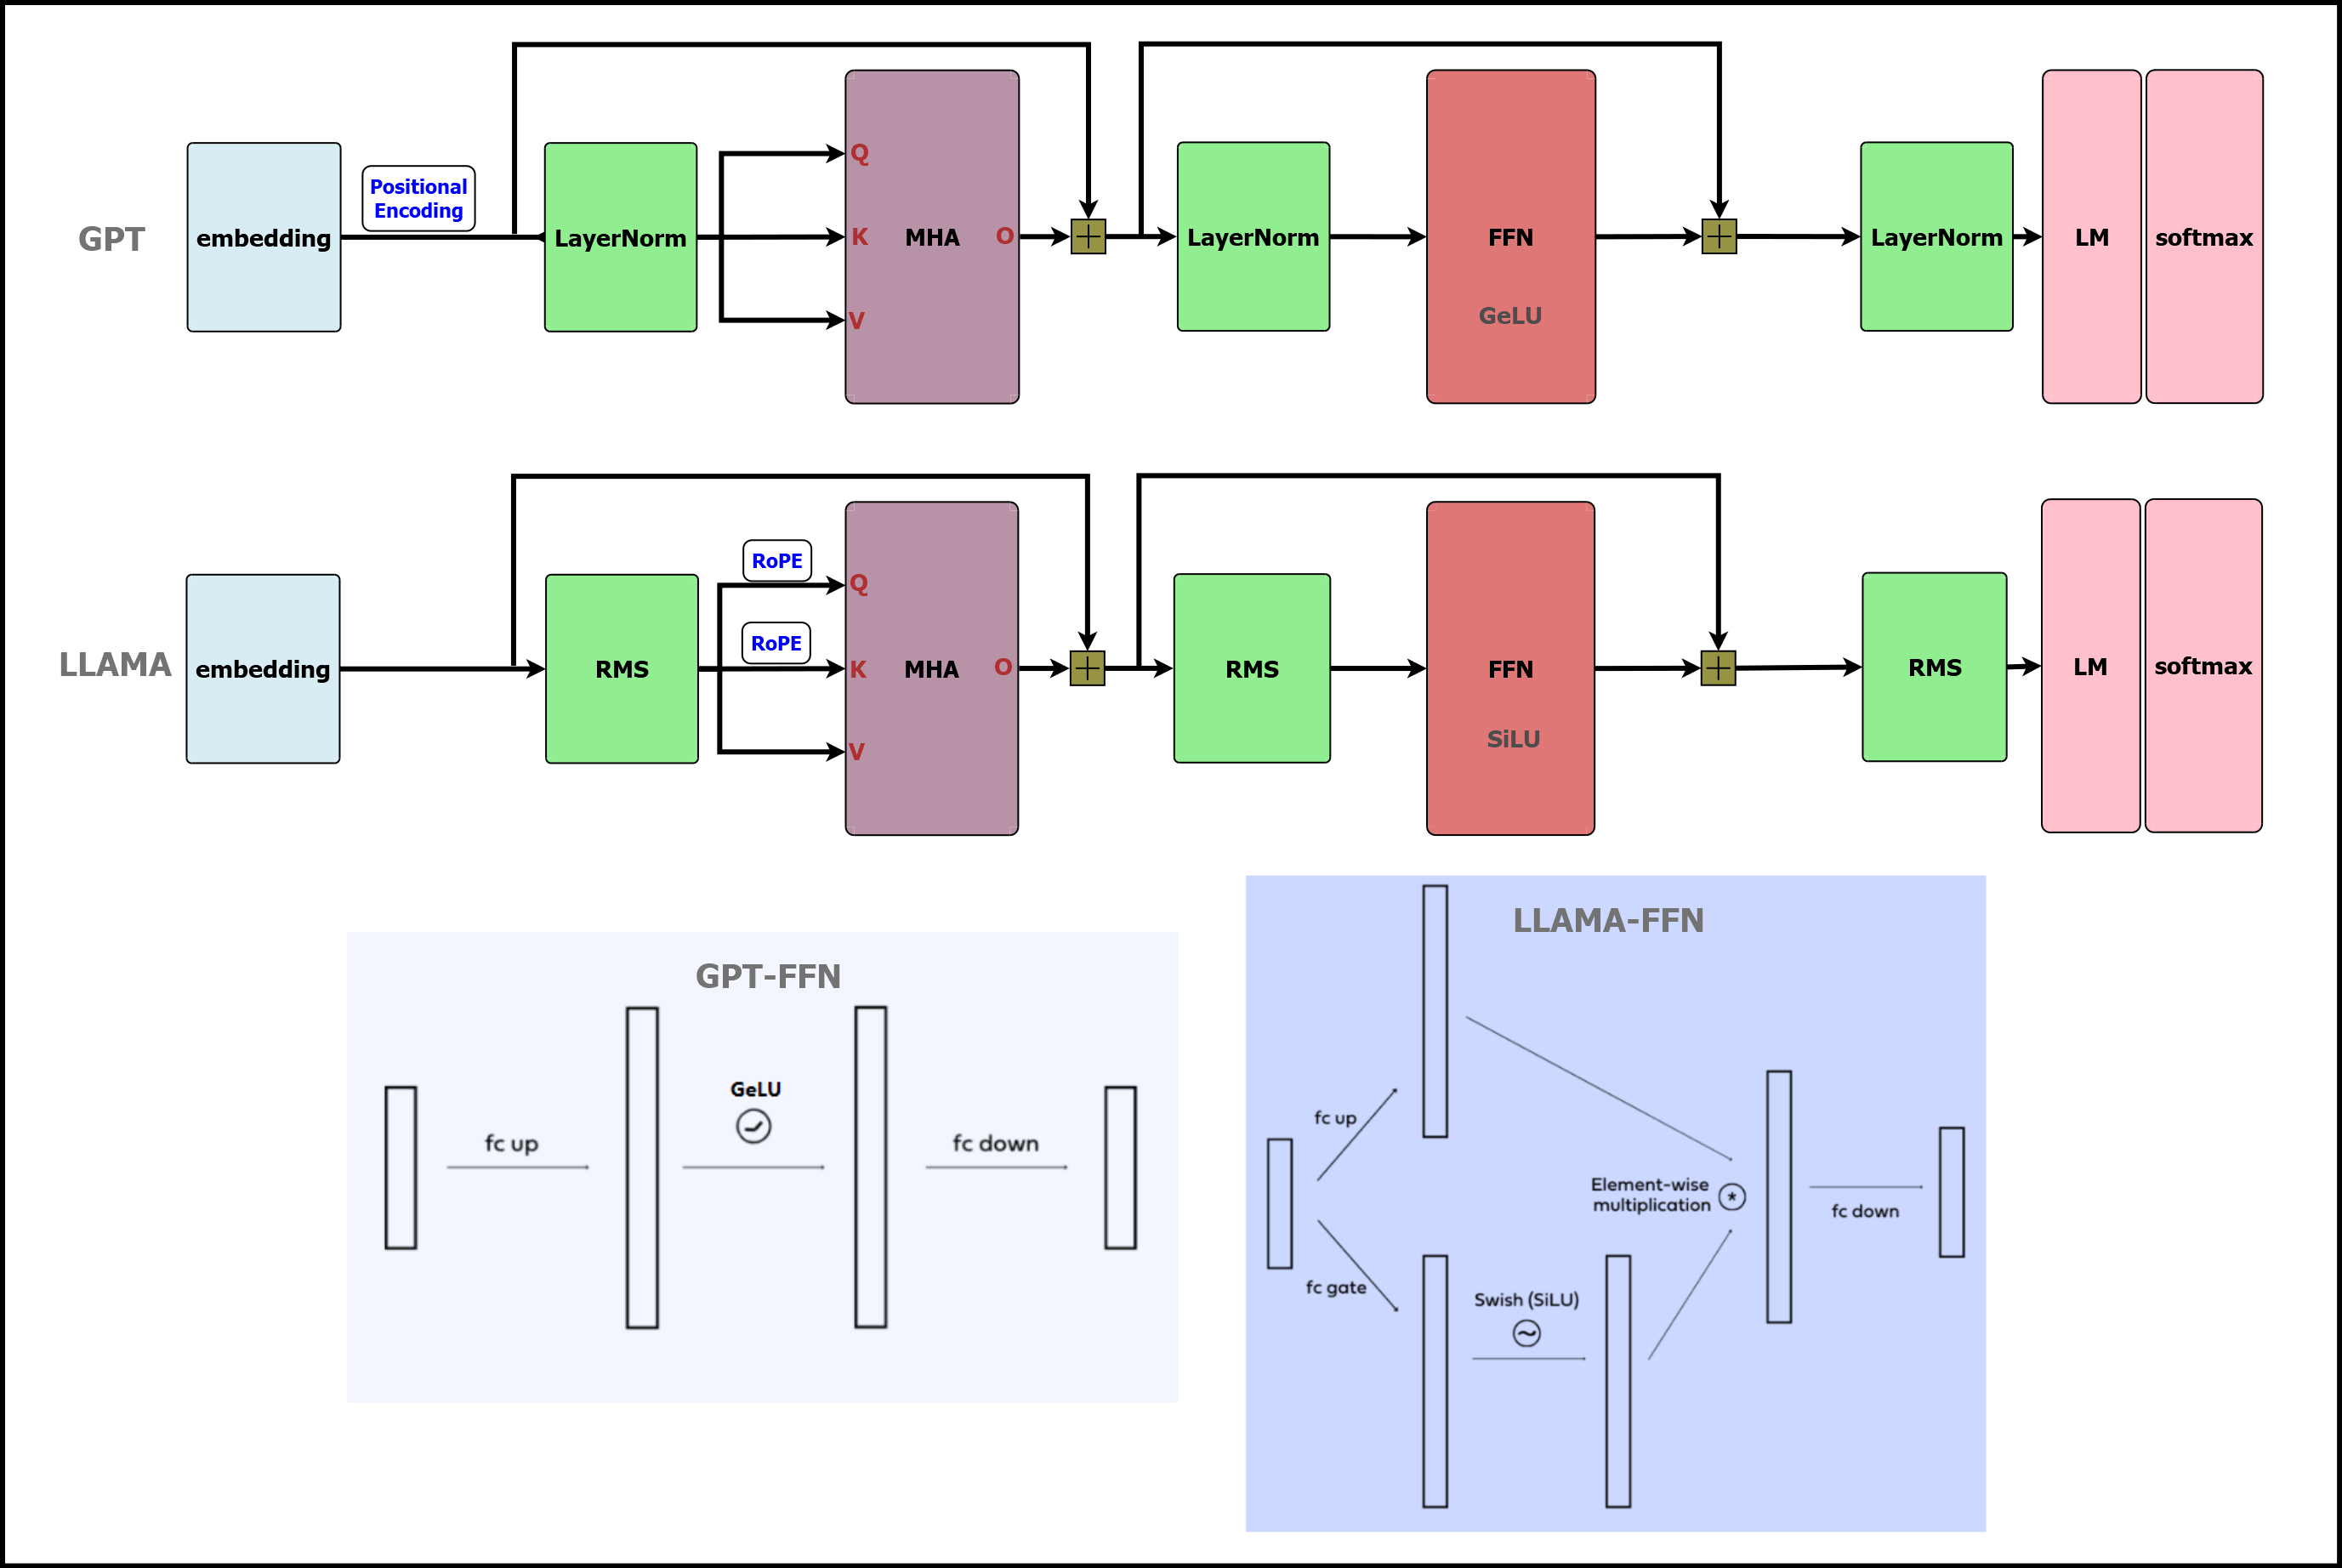 GPT
embedding
Positional
Encoding
LayerNorm
Q
K
V
MHA
O
LayerNorm
FFN
GeLU
LayerNorm
LM
softmax
LLAMA
embedding
RMS
RoPE
RoPE
Q
K
V
MHA
O
RMS
FFN
SiLU
RMS
LM
softmax
GPT-FFN
fc up
GeLU
fc down
LLAMA-FFN
fc up
fc gate
Swish (SiLU)
Element-wise
multiplication *
fc down